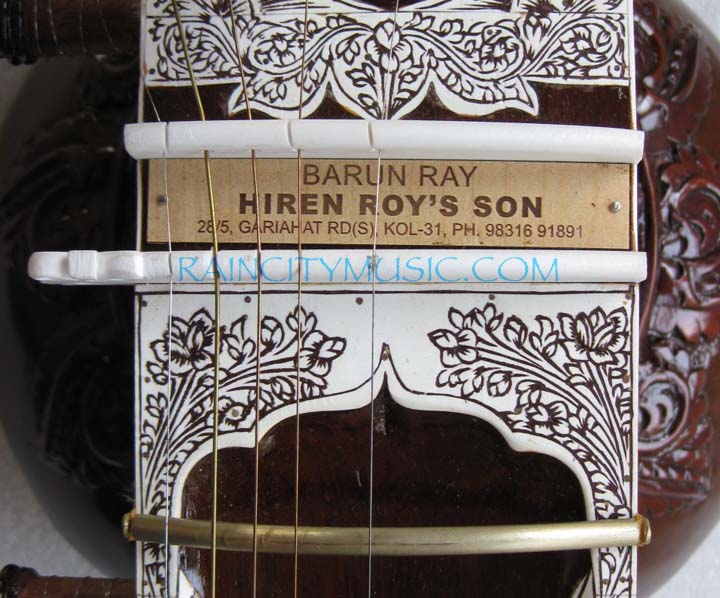 BARUN RAY
HIREN ROY'S SON
28/5, GARIAHAT RD(S), KOL-31, PH. 98316 91891
RAINCITYMUSIC.COM